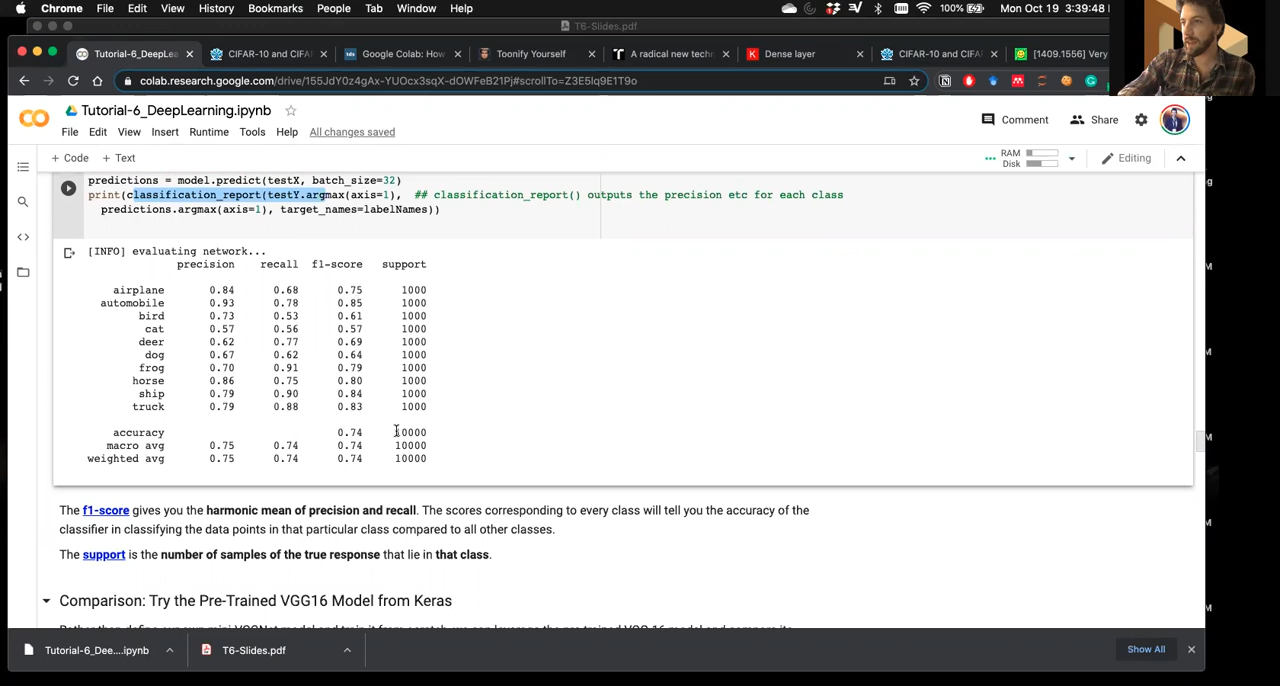 Chrome File Edit View History Bookmarks People Tab Window Help 100% Mon Oct 19 3:39:48
T6-Slides.pdf
Tutorial-6_DeepLea CIFAR-10 and CIFA Google Colab: How Toonify Yourself A radical new techn Dense layer CIFAR-10 and CIFA [1409.1556] Very
colab.research.google.com/drive/155JdY0z4gAx-YUOcx3sqX-dOWFeB21Pj#scrollTo=Z3E5lq9E1T9o
Tutorial-6_DeepLearning.ipynb
Comment Share
File Edit View Insert Runtime Tools Help All changes saved
+ Code + Text RAM Disk Editing
predictions = model.predict(testX, batch_size=32)
print(classification_report(testY.argmax(axis=1), ## classification_report() outputs the precision etc for each class
predictions.argmax(axis=1), target_names=labelNames))
[INFO] evaluating network...
precision recall f1-score support
airplane 0.84 0.68 0.75 1000
automobile 0.93 0.78 0.85 1000
bird 0.73 0.53 0.61 1000
cat 0.57 0.56 0.57 1000
deer 0.62 0.77 0.69 1000
dog 0.67 0.62 0.64 1000
frog 0.70 0.91 0.79 1000
horse 0.86 0.75 0.80 1000
ship 0.79 0.90 0.84 1000
truck 0.79 0.88 0.83 1000
accuracy 0.74 10000
macro avg 0.75 0.74 0.74 10000
weighted avg 0.75 0.74 0.74 10000
The f1-score gives you the harmonic mean of precision and recall. The scores corresponding to every class will tell you the accuracy of the
classifier in classifying the data points in that particular class compared to all other classes.
The support is the number of samples of the true response that lie in that class.
Comparison: Try the Pre-Trained VGG16 Model from Keras
Tutorial-6_Dee....ipynb T6-Slides.pdf Show All